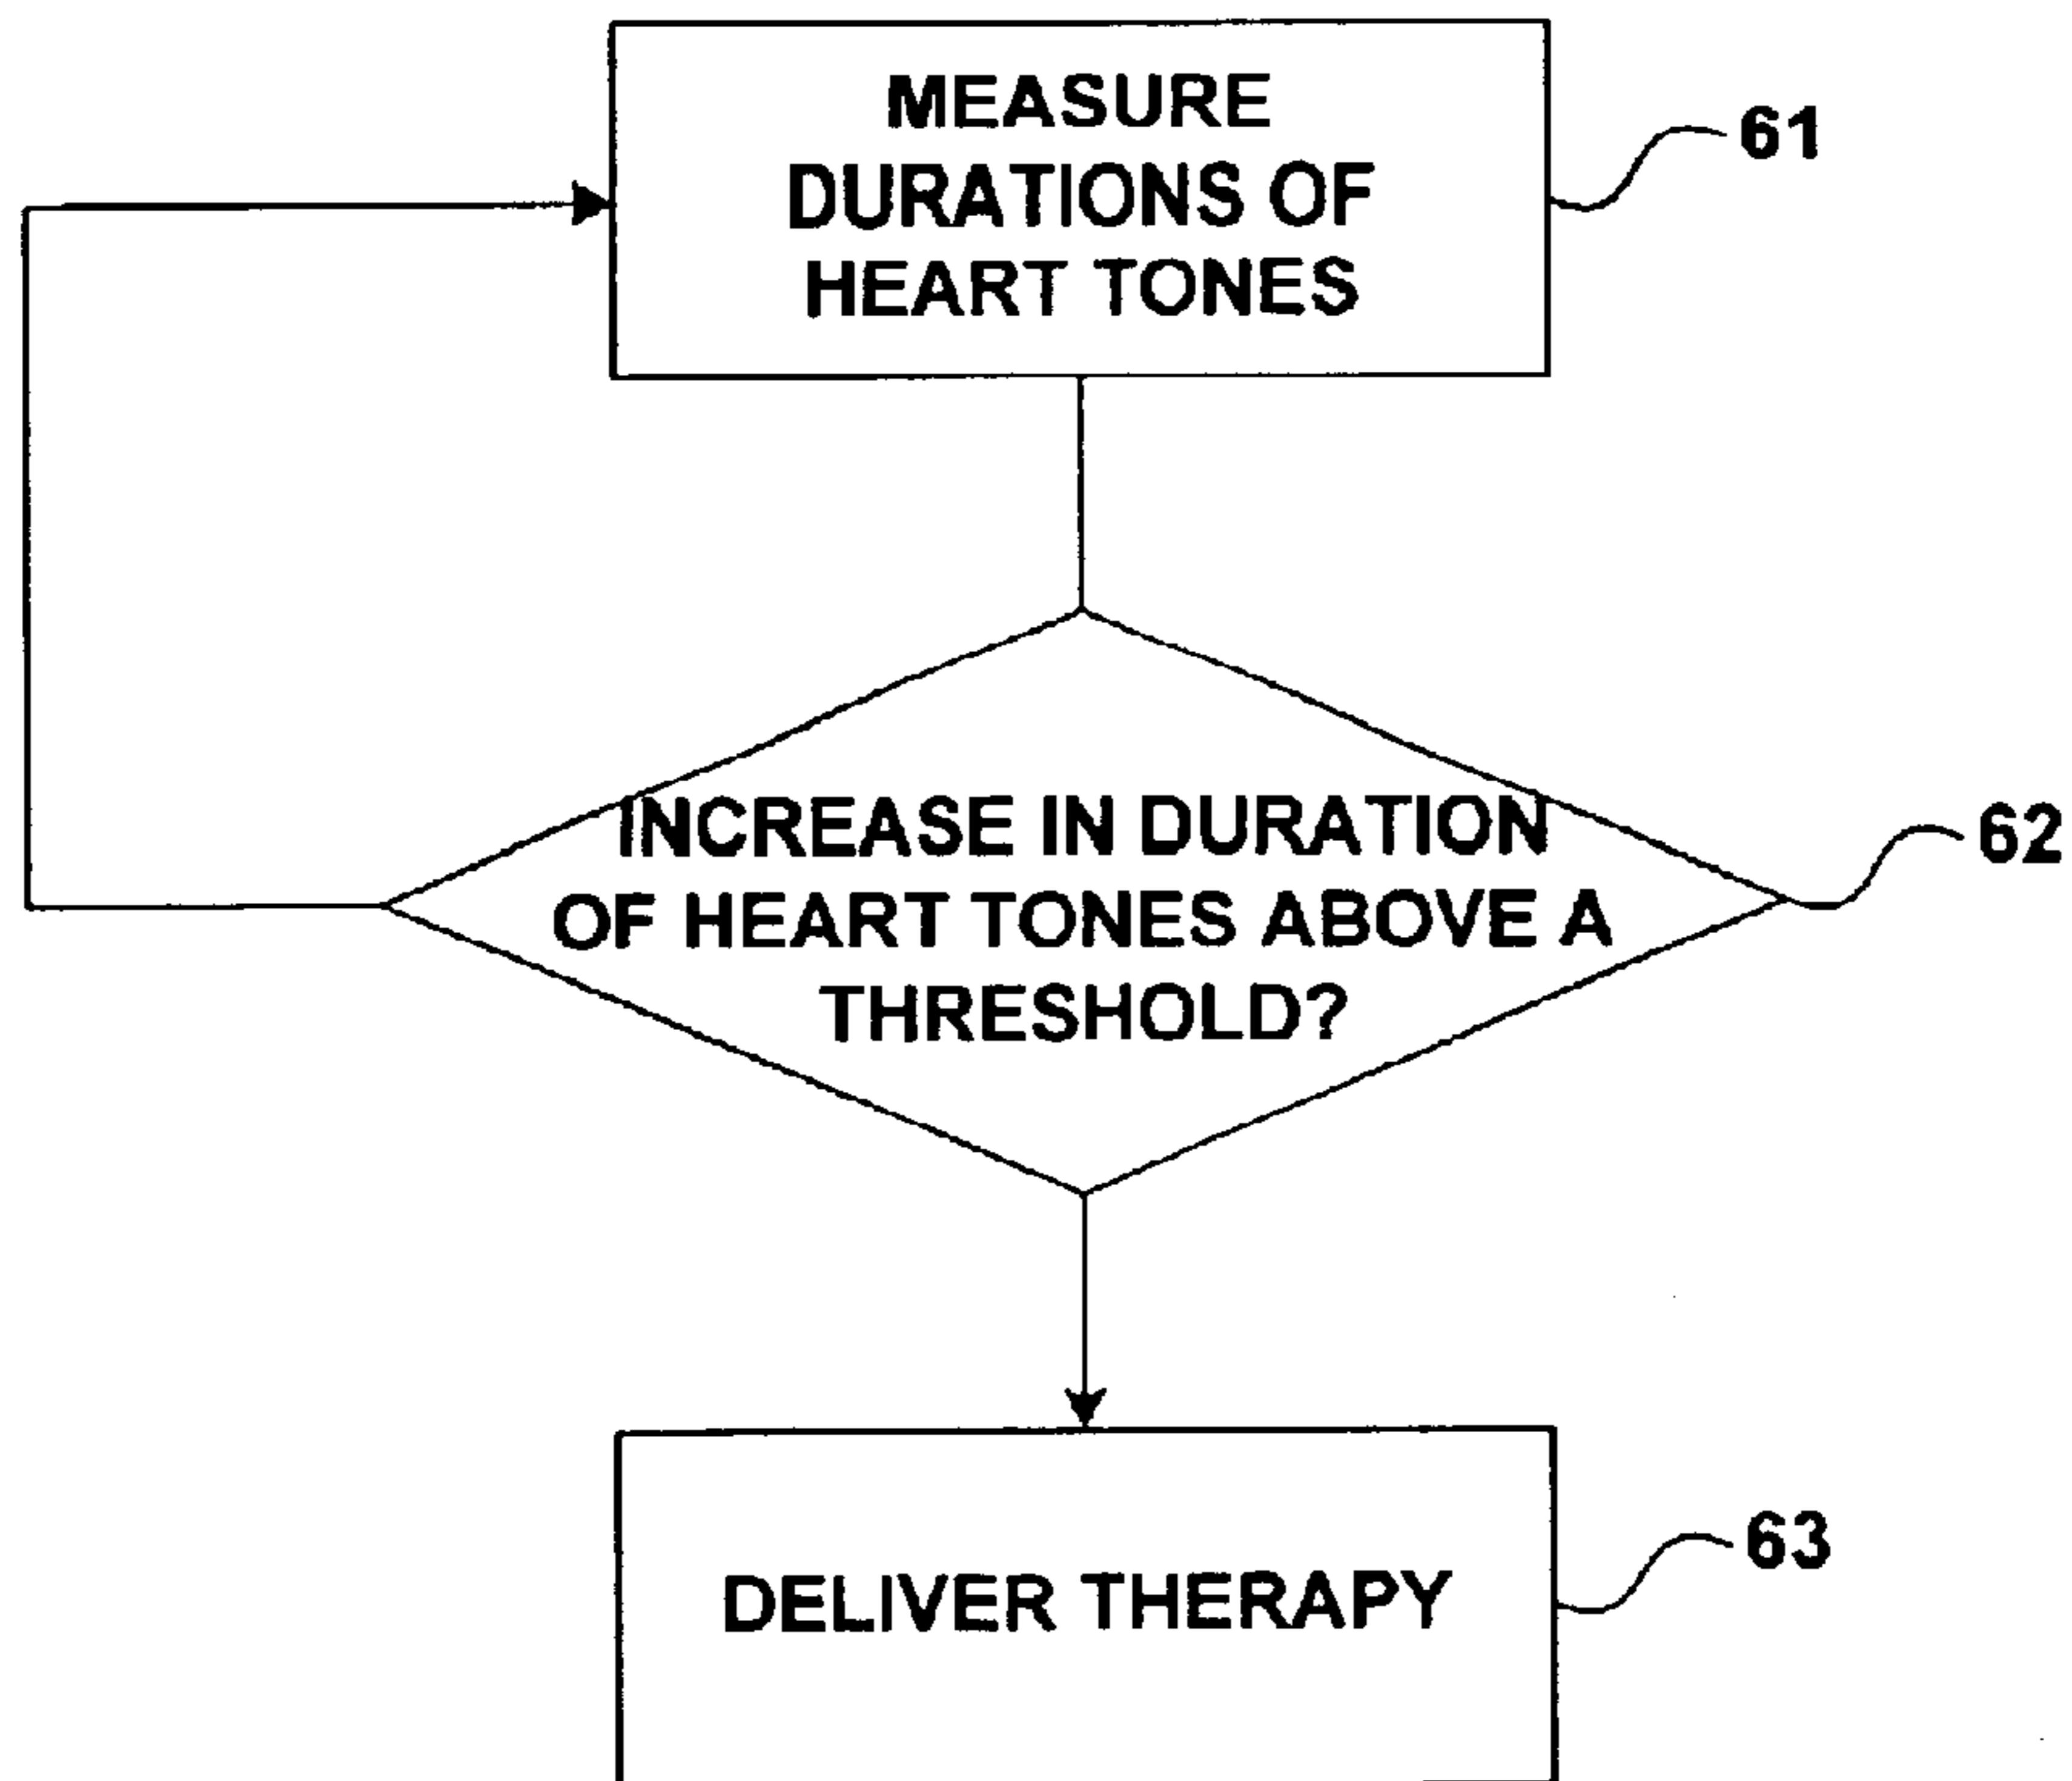 MEASURE
DURATIONS OF
HEART TONES
61
INCREASE IN DURATION
OF HEART TONES ABOVE A
THRESHOLD?
62
DELIVER THERAPY
63